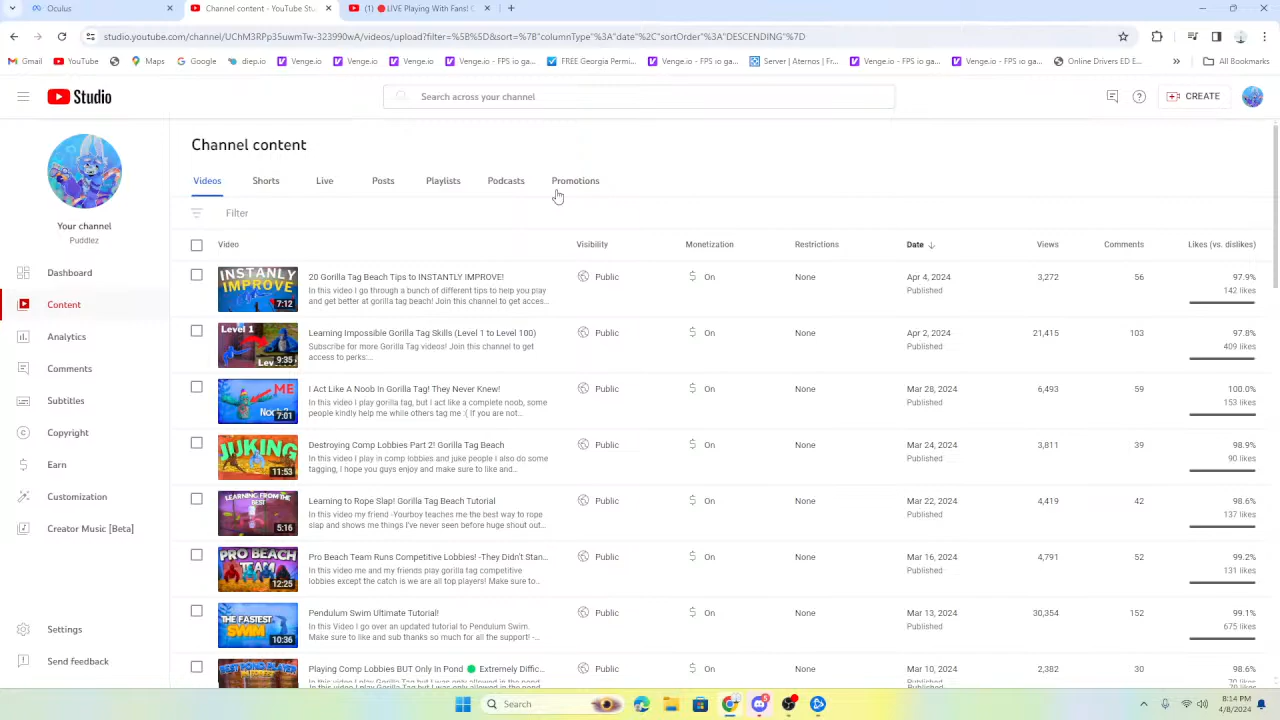 Oculus
Content - YouTube Stu...
(1) 🔴 LIVE Playing With Fans! G
studio.youtube.com/channel/UChM3RPp35uwmTw-323990wA/videos/upload?filter=%5B%5D&sort=%7B"columnType"%3A"date"%2C"sortOrder"%3A"DESCENDING"%7D
Gmail
YouTube
Maps
Google
diep.io
Venge.io
Venge.io
Venge.io - FPS io ga...
Venge.io - FPS io ga...
FREE Georgia Permi...
Venge.io - FPS io ga...
Server | Aternos | Fr...
Venge.io - FPS io ga...
Venge.io - FPS io ga...
Online Drivers ED E...
All Bookmarks
Studio
Search across your channel
CREATE
Your channel
Puddlez
Dashboard
Content
Analytics
Comments
Subtitles
Copyright
Earn
Customization
Creator Music [Beta]
Settings
Send feedback
Channel content
Videos Shorts Live Posts Playlists Podcasts Promotions
Filter
Video Visibility Monetization Restrictions Date Views Comments Likes (vs. dislikes)
INSTANLY
IMPROVE
7:12
20 Gorilla Tag Beach Tips to INSTANTLY IMPROVE! Public On None Apr 4, 2024 3,272 56 97.9%
In this video I go through a bunch of different tips to help you play Published 142 likes
and get better at gorilla tag beach! Join this channel to get acces...
Level 1
Lev
9:35
Learning Impossible Gorilla Tag Skills (Level 1 to Level 100) Public On None Apr 2, 2024 21,415 103 97.8%
Subscribe for more Gorilla Tag videos! Join this channel to get Published 409 likes
access to perks:...
ME
7:01
I Act Like A Noob In Gorilla Tag! They Never Knew! Public On None Mar 28, 2024 6,493 59 100.0%
In this video I play gorilla tag, but I act like a complete noob, some Published 153 likes
people kindly help me while others tag me :( If you are not...
JUKING
11:53
Destroying Comp Lobbies Part 2! Gorilla Tag Beach Public On None Mar 24, 2024 3,811 39 98.9%
In this video I play in comp lobbies and juke people I also do some Published 90 likes
tagging, I hope you guys enjoy and make sure to like and...
LEARNING FROM THE
BEST
5:16
Learning to Rope Slap! Gorilla Tag Beach Tutorial Public On None Mar 22, 2024 4,419 42 98.6%
In this video my friend -Yourboy teaches me the best way to rope Published 137 likes
slap and shows me things I've never seen before huge shout out...
PRO BEACH
TEAM
12:25
Pro Beach Team Runs Competitive Lobbies! -They Didn't Stan... Public On None Mar 16, 2024 4,791 52 99.2%
In this video me and my friends play gorilla tag competitive Published 131 likes
lobbies except the catch is we are all top players! Make sure to...
THE FASTEST
SWIM
10:36
Pendulum Swim Ultimate Tutorial! Public On None Mar 13, 2024 30,354 152 99.1%
In this Video I go over an updated tutorial to Pendulum Swim. Published 675 likes
Make sure to like and sub thanks so much for all the support! -...
Playing Comp Lobbies BUT Only In Pond 🟢 Extremely Diffic... Public On None Mar 10, 2024 2,382 30 98.6%
In this video I play Gorilla Tag but I was only allowed in the pond Published 70 likes
Search
8:14 PM
4/8/2024